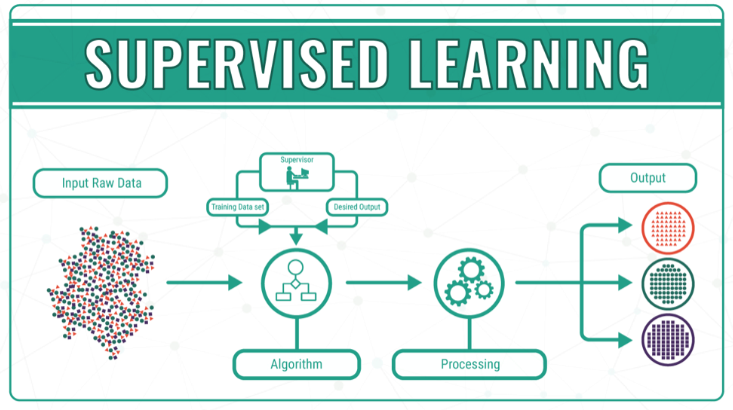 SUPERVISED LEARNING
Supervisor
Input Raw Data
Output
Training Data set
Desired Output
Algorithm
Processing